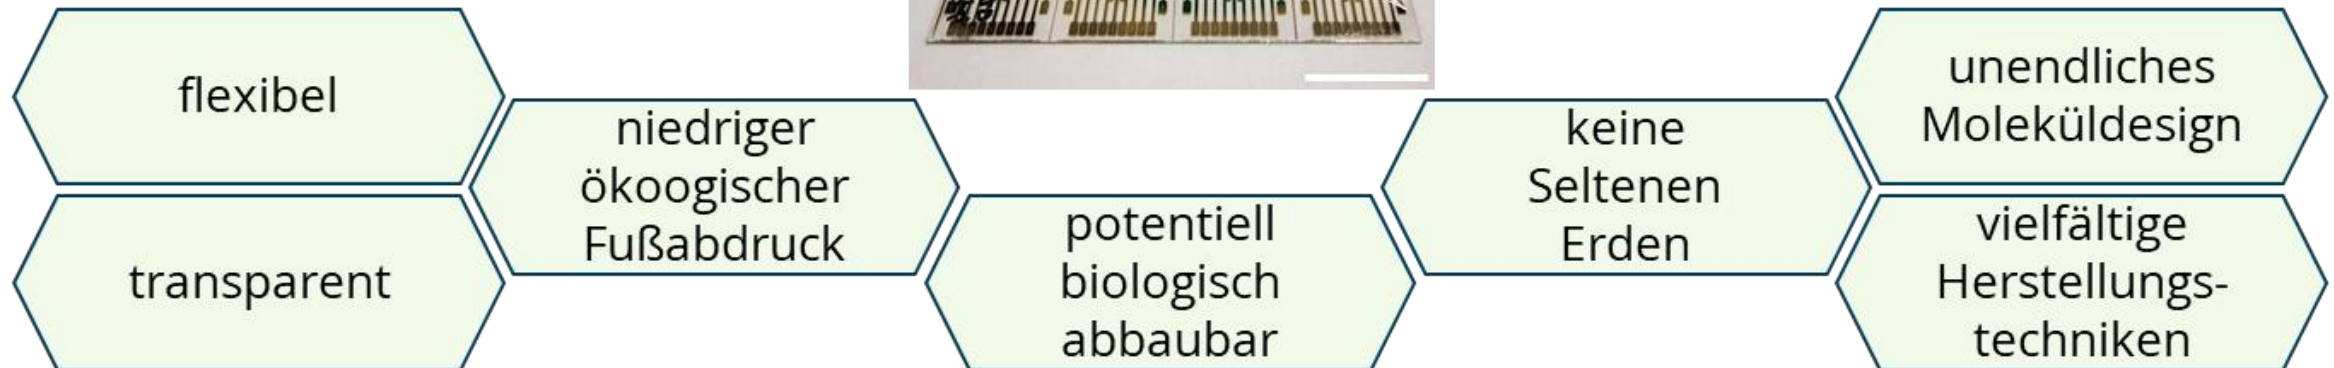 flexibel
transparent
niedriger
ökoogischer
Fußabdruck
potentiell
biologisch
abbaubar
keine
Seltenen
Erden
unendliches
Moleküldesign
vielfältige
Herstellungs-
techniken